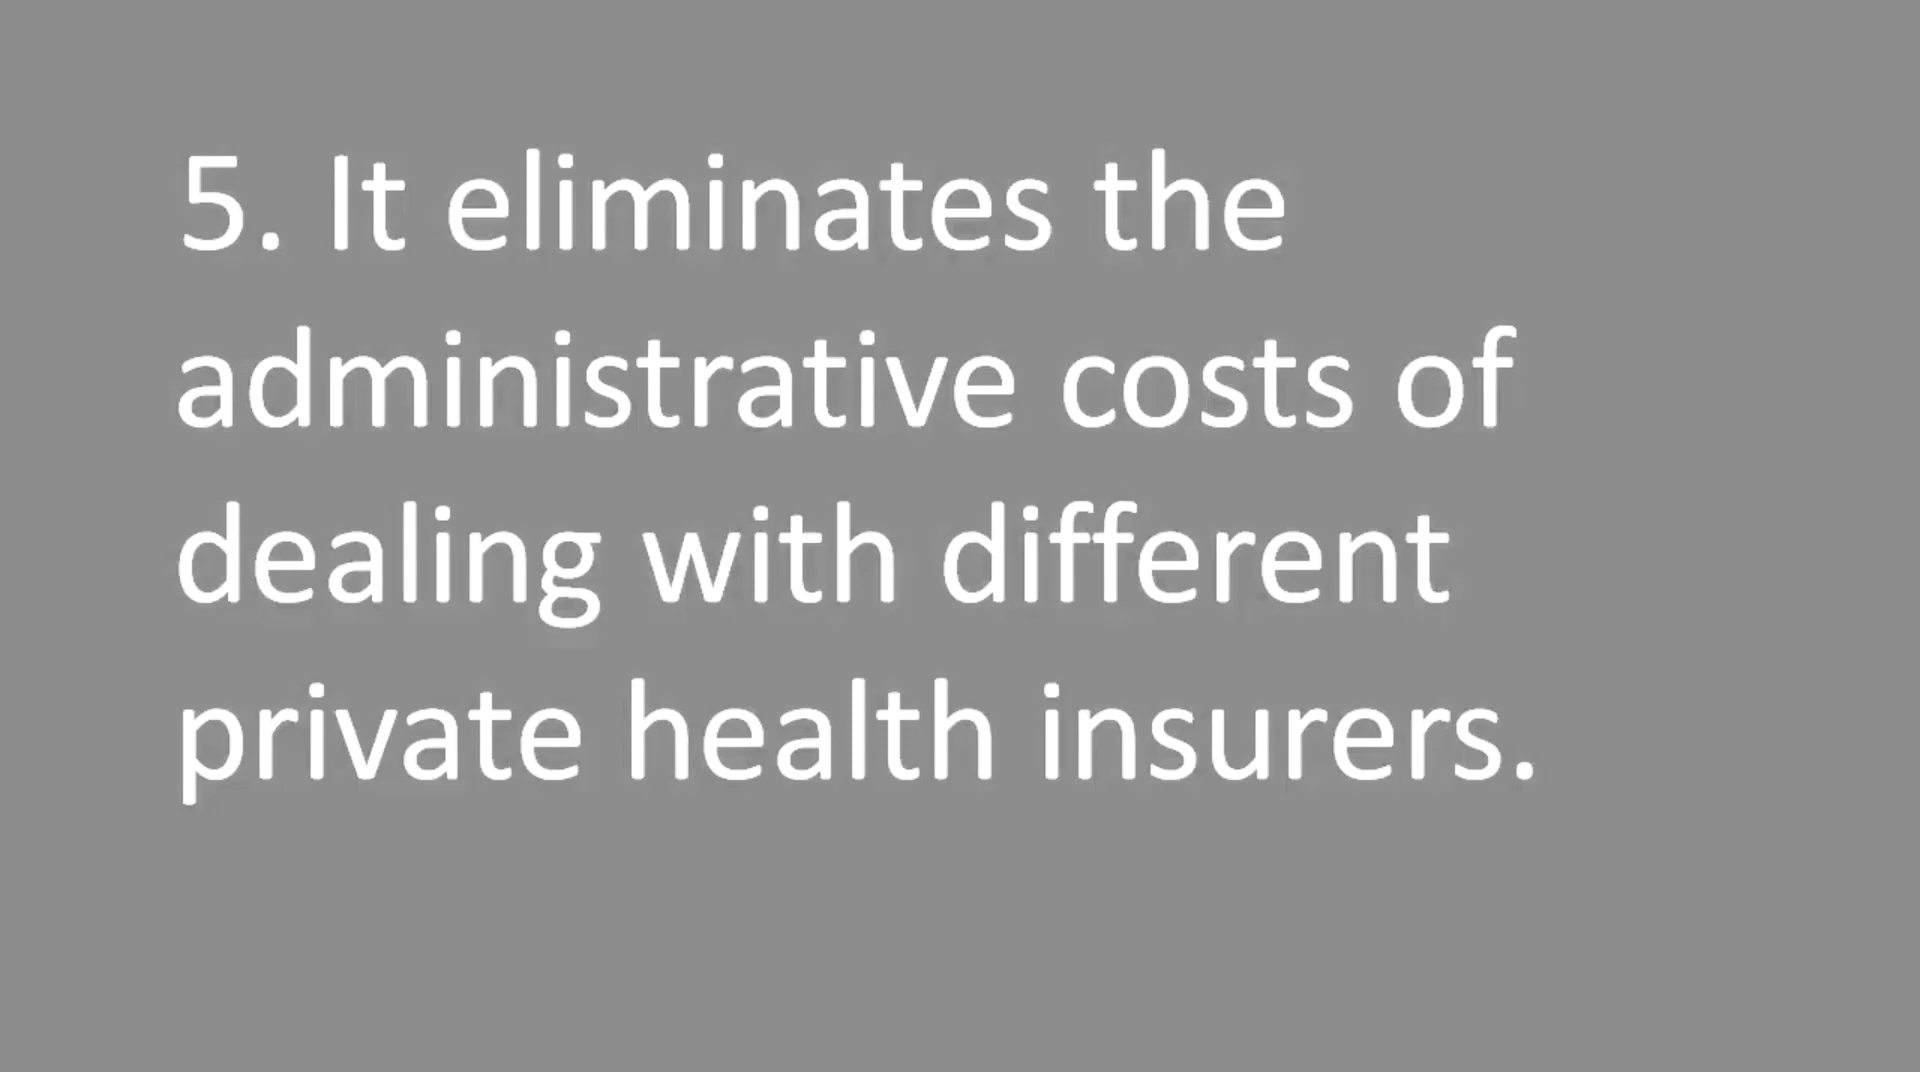 5. It eliminates the
administrative costs of
dealing with different
private health insurers.